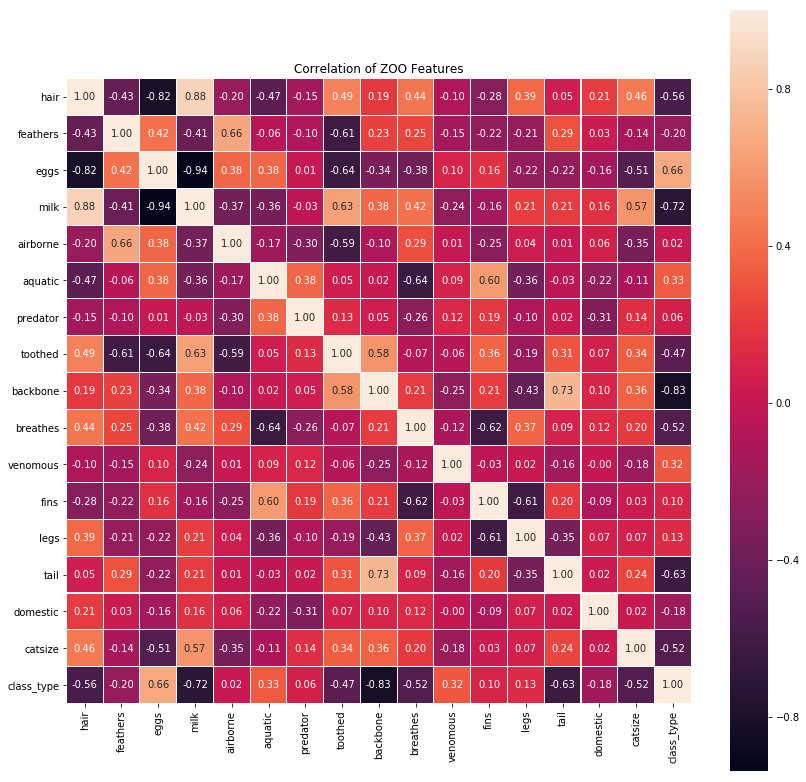 Correlation of ZOO Features
hair 1.00 -0.43 -0.82 0.88 -0.20 -0.47 -0.15 0.49 0.19 0.44 -0.10 -0.28 0.39 0.05 0.21 0.46 -0.56
feathers -0.43 1.00 0.42 -0.41 0.66 -0.06 -0.10 -0.61 0.23 0.25 -0.15 -0.22 -0.21 0.29 0.03 -0.14 -0.20
eggs -0.82 0.42 1.00 -0.94 0.38 0.38 0.01 -0.64 -0.34 -0.38 0.10 0.16 -0.22 -0.22 -0.16 -0.51 0.66
milk 0.88 -0.41 -0.94 1.00 -0.37 -0.36 -0.03 0.63 0.38 0.42 -0.24 -0.16 0.21 0.21 0.16 0.57 -0.72
airborne -0.20 0.66 0.38 -0.37 1.00 -0.17 -0.30 -0.59 -0.10 0.29 0.01 -0.25 0.04 0.01 0.06 -0.35 0.02
aquatic -0.47 -0.06 0.38 -0.36 -0.17 1.00 0.38 0.05 0.02 -0.64 0.09 0.60 -0.36 -0.03 -0.22 -0.11 0.33
predator -0.15 -0.10 0.01 -0.03 -0.30 0.38 1.00 0.13 0.05 -0.26 0.12 0.19 -0.10 0.02 -0.31 0.14 0.06
toothed 0.49 -0.61 -0.64 0.63 -0.59 0.05 0.13 1.00 0.58 -0.07 -0.06 0.36 -0.19 0.31 0.07 0.34 -0.47
backbone 0.19 0.23 -0.34 0.38 -0.10 0.02 0.05 0.58 1.00 0.21 -0.25 0.21 -0.43 0.73 0.10 0.36 -0.83
breathes 0.44 0.25 -0.38 0.42 0.29 -0.64 -0.26 -0.07 0.21 1.00 -0.12 -0.62 0.37 0.09 0.12 0.20 -0.52
venomous -0.10 -0.15 0.10 -0.24 0.01 0.09 0.12 -0.06 -0.25 -0.12 1.00 -0.03 0.02 -0.16 -0.00 -0.18 0.32
fins -0.28 -0.22 0.16 -0.16 -0.25 0.60 0.19 0.36 0.21 -0.62 -0.03 1.00 -0.61 0.20 -0.09 0.03 0.10
legs 0.39 -0.21 -0.22 0.21 0.04 -0.36 -0.10 -0.19 -0.43 0.37 0.02 -0.61 1.00 -0.35 0.07 0.07 0.13
tail 0.05 0.29 -0.22 0.21 0.01 -0.03 0.02 0.31 0.73 0.09 -0.16 0.20 -0.35 1.00 0.02 0.24 -0.63
domestic 0.21 0.03 -0.16 0.16 0.06 -0.22 -0.31 0.07 0.10 0.12 -0.00 -0.09 0.07 0.02 1.00 0.02 -0.18
catsize 0.46 -0.14 -0.51 0.57 -0.35 -0.11 0.14 0.34 0.36 0.20 -0.18 0.03 0.07 0.24 0.02 1.00 -0.52
class_type -0.56 -0.20 0.66 -0.72 0.02 0.33 0.06 -0.47 -0.83 -0.52 0.32 0.10 0.13 -0.63 -0.18 -0.52 1.00
hair feathers eggs milk airborne aquatic predator toothed backbone breathes venomous fins legs tail domestic catsize class_type
0.8
0.4
0.0
−0.4
−0.8